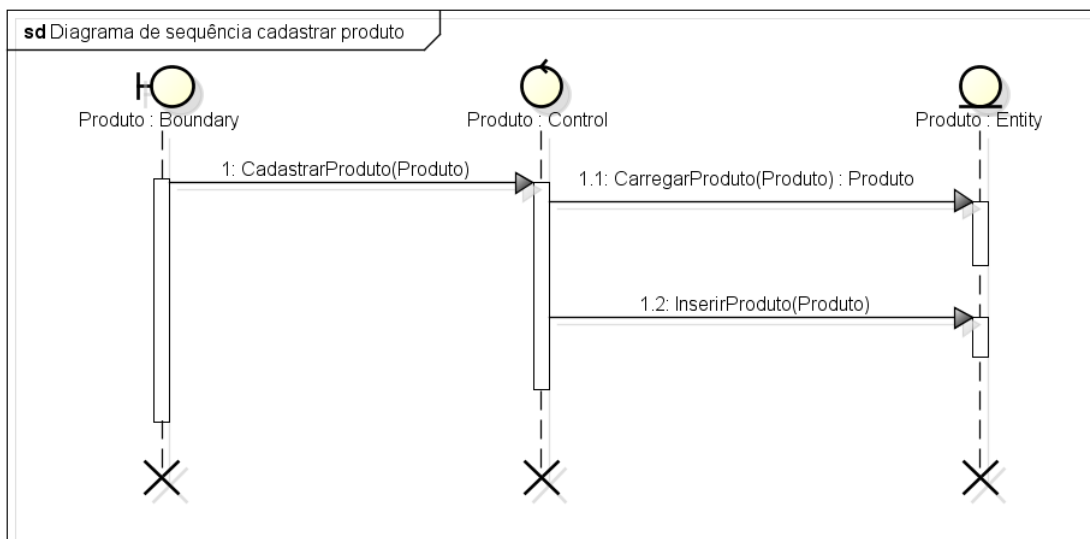 sd Diagrama de sequência cadastrar produto
Produto : Boundary
Produto : Control
Produto : Entity
1: CadastrarProduto(Produto)
1.1: CarregarProduto(Produto) : Produto
1.2: InserirProduto(Produto)